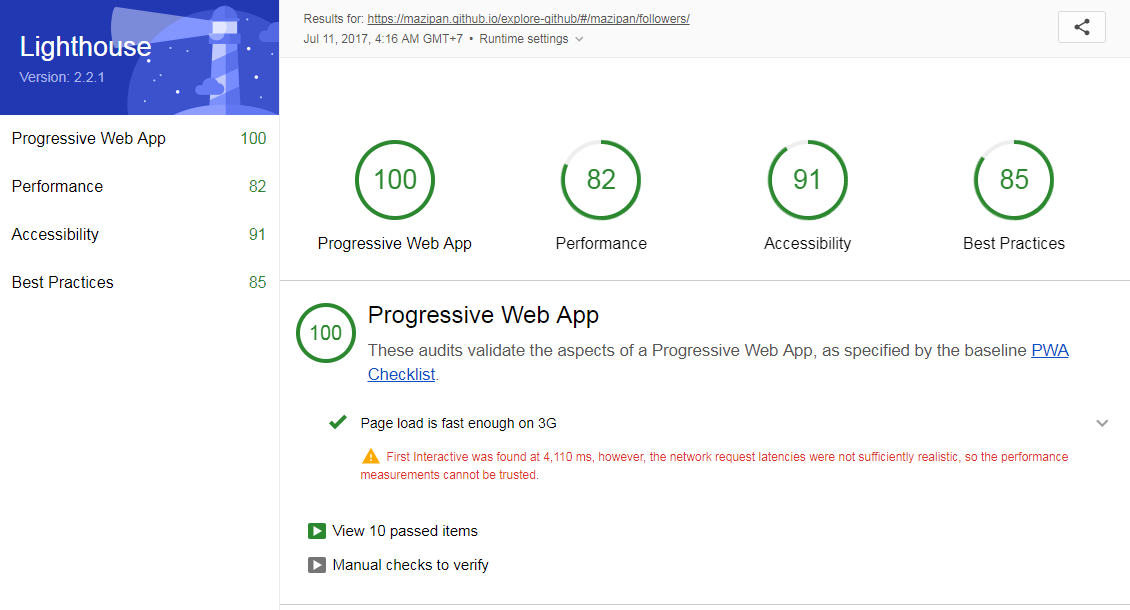 Lighthouse
Version: 2.2.1
Progressive Web App 100
Performance 82
Accessibility 91
Best Practices 85
Results for: https://mazipan.github.io/explore-github/#/mazipan/followers/
Jul 11, 2017, 4:16 AM GMT+7 • Runtime settings
100 82 91 85
Progressive Web App Performance Accessibility Best Practices
100
Progressive Web App
These audits validate the aspects of a Progressive Web App, as specified by the baseline PWA
Checklist.
Page load is fast enough on 3G
First Interactive was found at 4,110 ms, however, the network request latencies were not sufficiently realistic, so the performance
measurements cannot be trusted.
View 10 passed items
Manual checks to verify